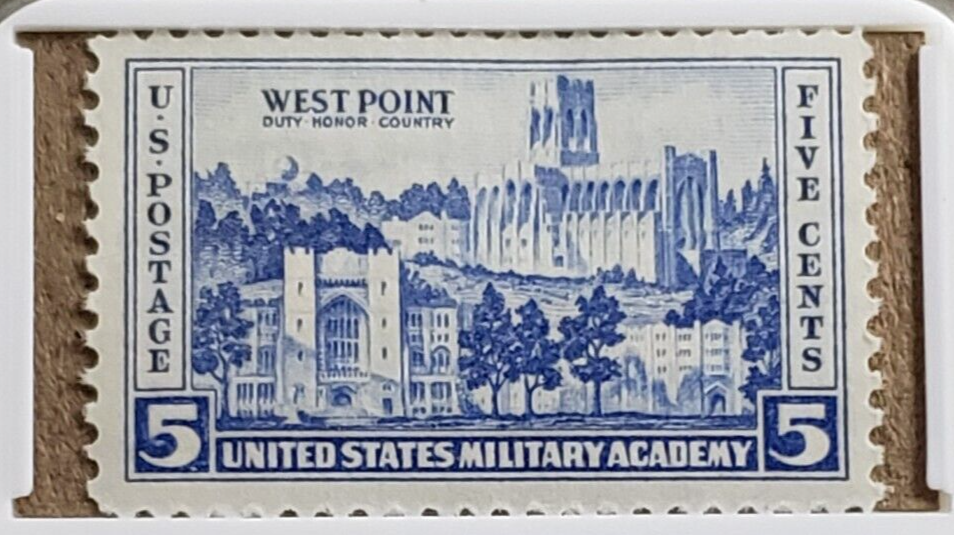 U.S. POSTAGE
WEST POINT
DUTY·HONOR·COUNTRY
FIVE CENTS
5
UNITED STATES MILITARY ACADEMY
5